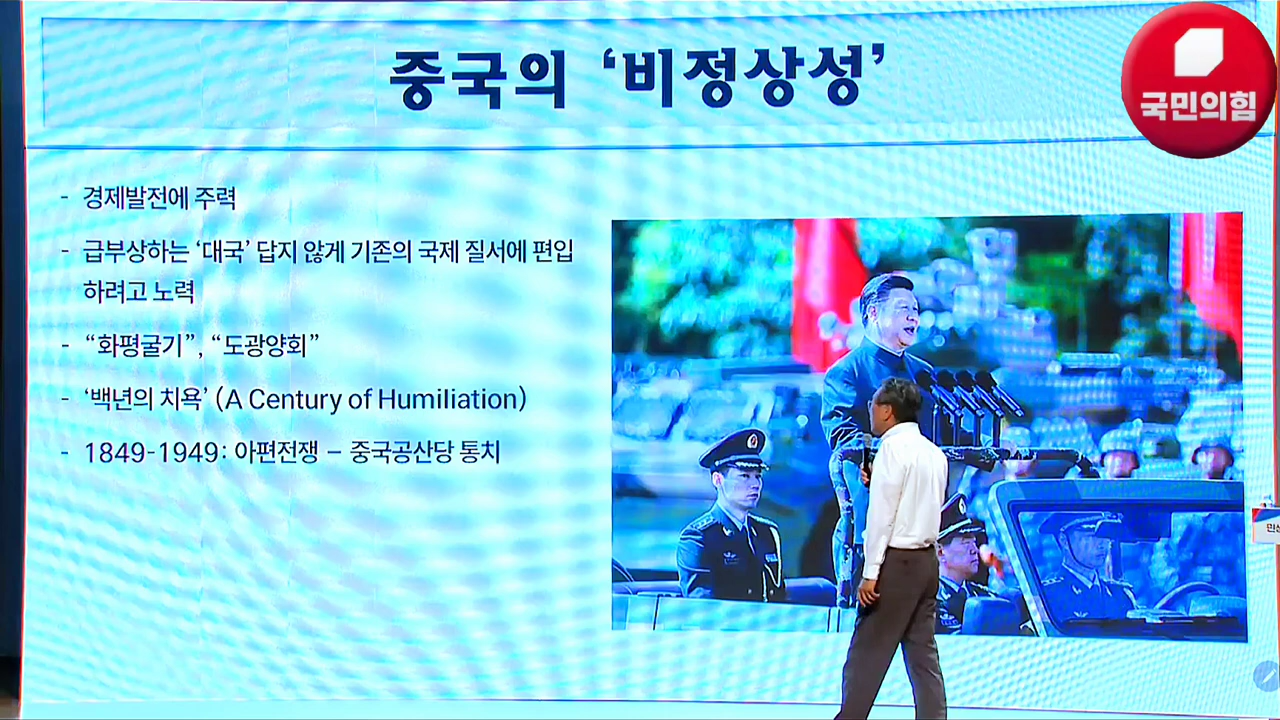 중국의 ‘비정상성’
국민의힘
- 경제발전에 주력
- 급부상하는 ‘대국’ 답지 않게 기존의 국제 질서에 편입
하려고 노력
- “화평굴기”, “도광양회”
- ‘백년의 치욕’ (A Century of Humiliation)
- 1849-1949: 아편전쟁 – 중국공산당 통치